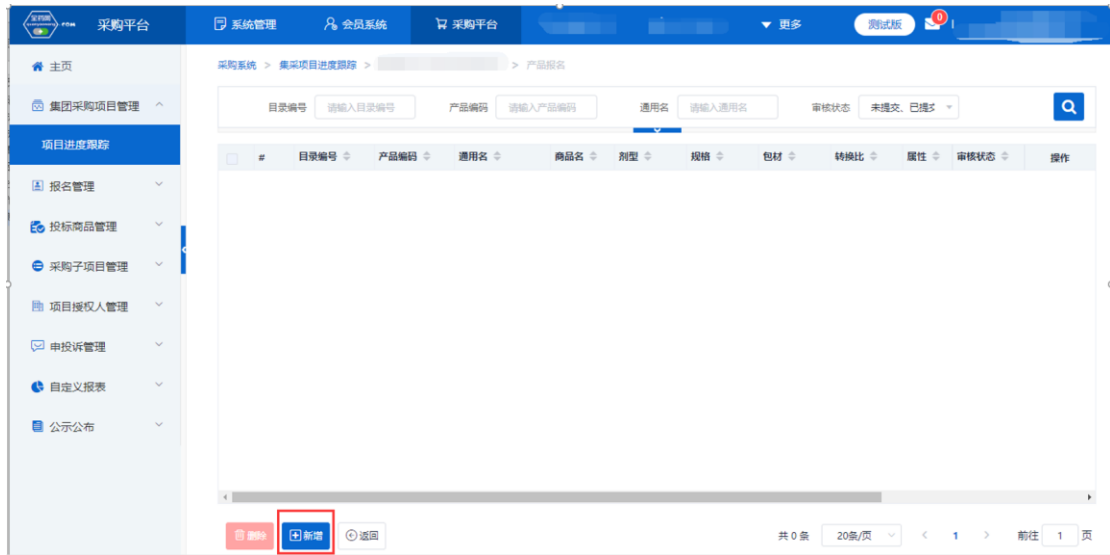 采购平台 系统管理 会员系统 采购平台 更多 测试版 0
主页
采购系统 > 集采项目进度跟踪 > > 产品报名
集团采购项目管理
目录编号 请输入目录编号 产品编码 请输入产品编码 通用名 请输入通用名 审核状态 未提交、已提交
项目进度跟踪
# 目录编号 产品编码 通用名 商品名 剂型 规格 包材 转换比 属性 审核状态 操作
报名管理
投标商品管理
采购子项目管理
项目授权人管理
申投诉管理
自定义报表
公示公布
删除 新增 返回 共 0 条 20条/页 < 1 > 前往 1 页